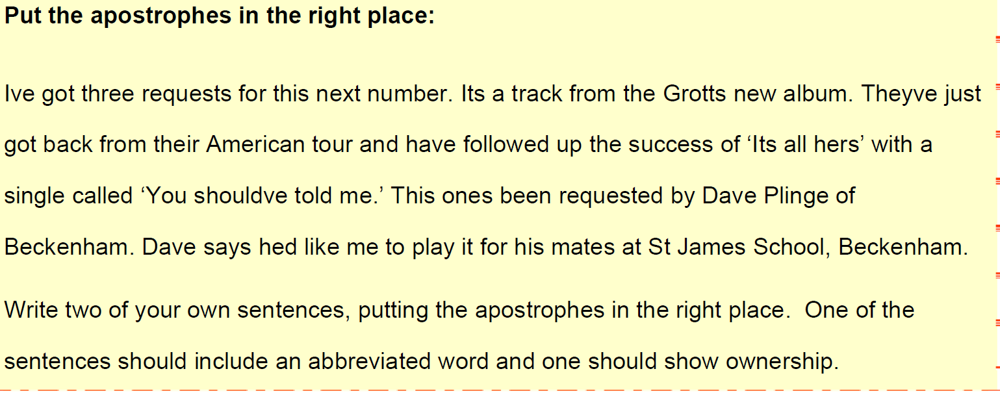 Put the apostrophes in the right place:
Ive got three requests for this next number. Its a track from the Grotts new album. Theyve just
got back from their American tour and have followed up the success of ‘Its all hers’ with a
single called ‘You shouldve told me.’ This ones been requested by Dave Plinge of
Beckenham. Dave says hed like me to play it for his mates at St James School, Beckenham.
Write two of your own sentences, putting the apostrophes in the right place.  One of the
sentences should include an abbreviated word and one should show ownership.